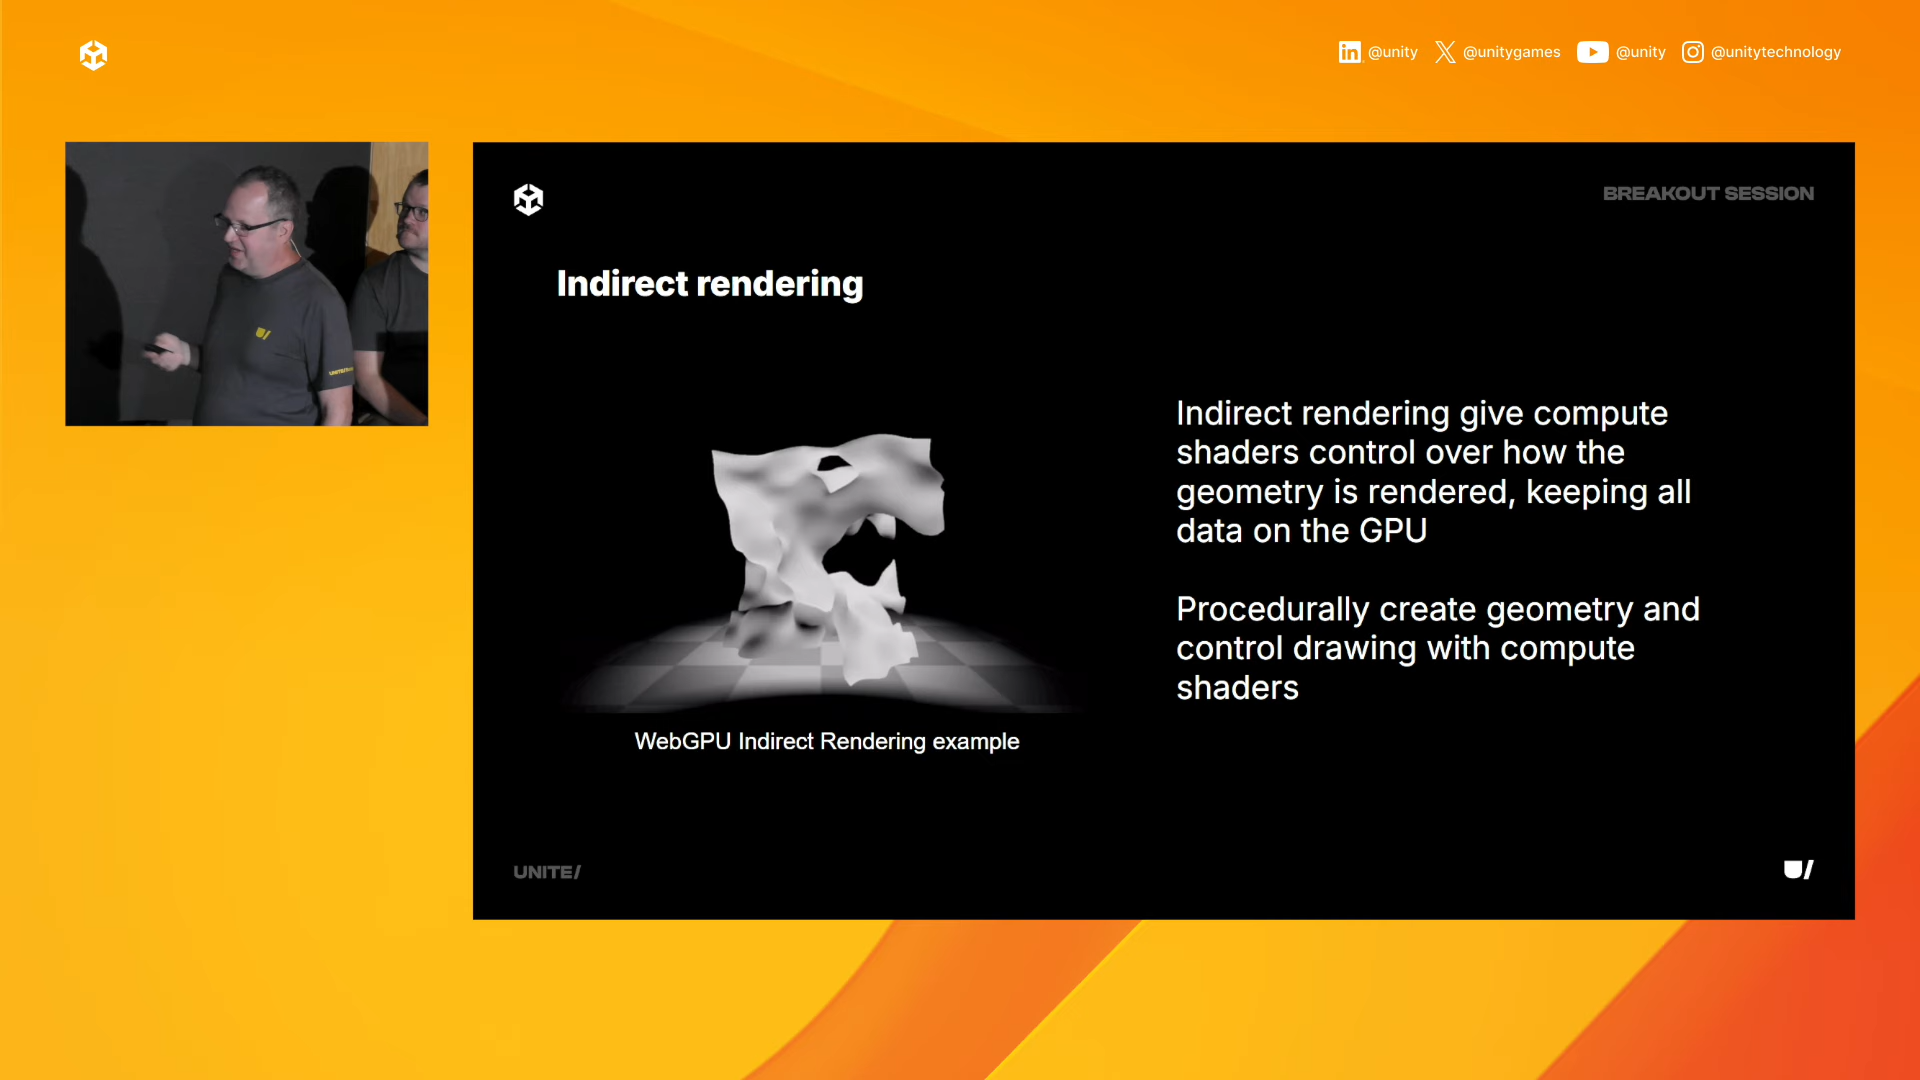 @unity @unitygames @unity @unitytechnology
BREAKOUT SESSION
Indirect rendering
Indirect rendering give compute
shaders control over how the
geometry is rendered, keeping all
data on the GPU
Procedurally create geometry and
control drawing with compute
shaders
WebGPU Indirect Rendering example
UNITE/
U/